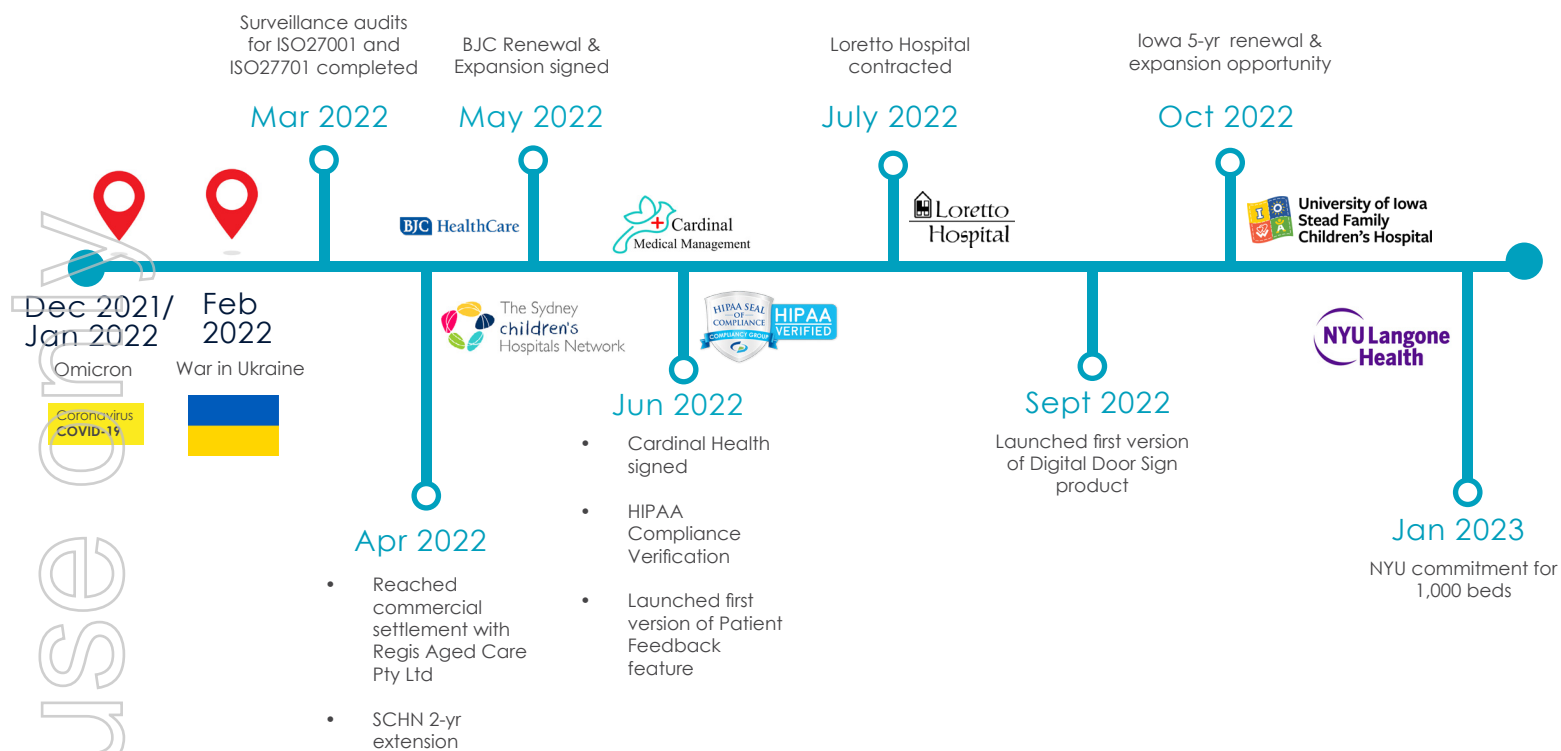 Surveillance audits
for ISO27001 and
ISO27701 completed
Mar 2022
BJC Renewal &
Expansion signed
May 2022
Loretto Hospital
contracted
July 2022
Iowa 5-yr renewal &
expansion opportunity
Oct 2022
BJC HealthCare
Cardinal
Medical Management
Loretto
Hospital
IOWA
University of Iowa
Stead Family
Children's Hospital
Dec 2021/
Jan 2022
Omicron
Coronavirus
COVID-19
Feb
2022
War in Ukraine
The Sydney
children's
Hospitals Network
HIPAA SEAL
OF
COMPLIANCE
COMPLIANCY GROUP
HIPAA
VERIFIED
NYU Langone
Health
Apr 2022
• Reached
commercial
settlement with
Regis Aged Care
Pty Ltd
• SCHN 2-yr
extension
Jun 2022
• Cardinal Health
signed
• HIPAA
Compliance
Verification
• Launched first
version of Patient
Feedback
feature
Sept 2022
Launched first version
of Digital Door Sign
product
Jan 2023
NYU commitment for
1,000 beds
use only